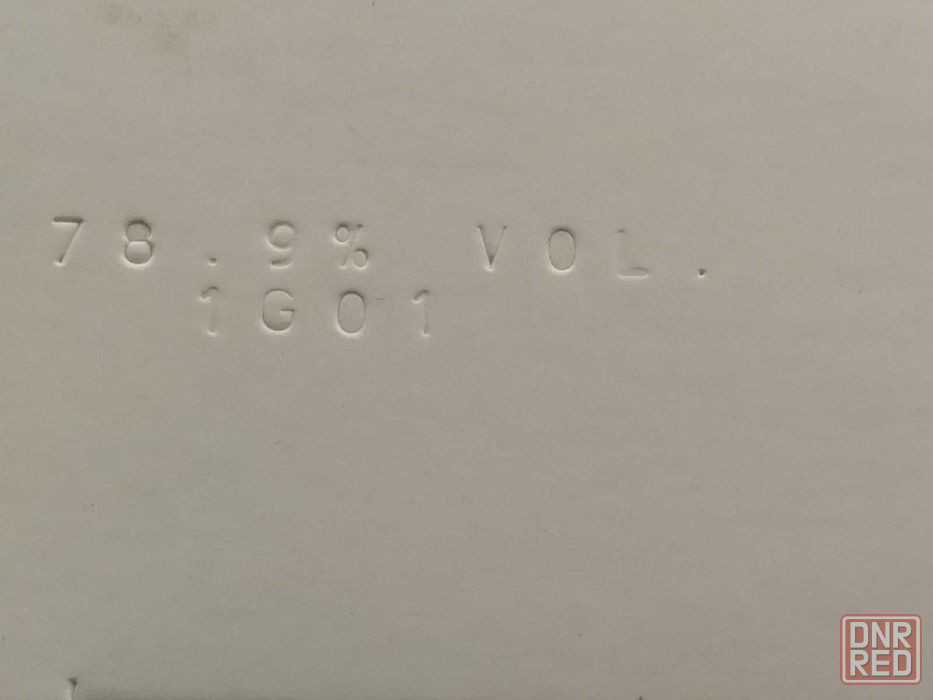 78.9% VOL.
1G01
DNR
RED